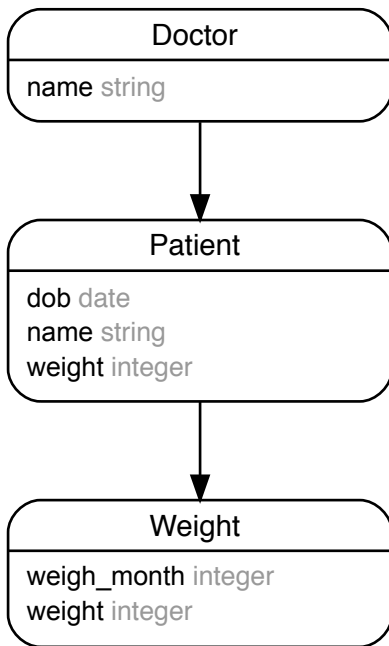 Doctor
name string
Patient
dob date
name string
weight integer
Weight
weigh_month integer
weight integer